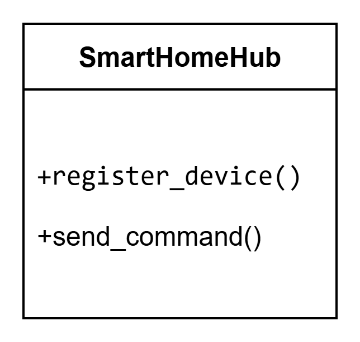 SmartHomeHub
+register_device()
+send_command()